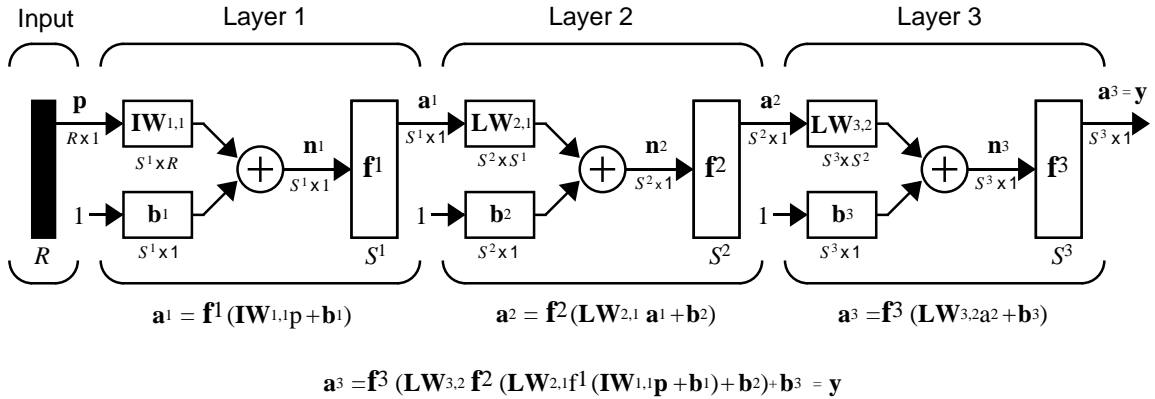 Input Layer 1 Layer 2 Layer 3
p a1 a2 a3 = y
IW1,1 LW2,1 LW3,2
R x 1 S1 x 1 S2 x 1 S3 x 1
n1 n2 n3
S1 x R f1 S2 x S1 f2 S3 x S2 f3
S1 x 1 S2 x 1 S3 x 1
1 b1 1 b2 1 b3
S1 x 1 S2 x 1 S3 x 1
R S1 S2 S3
a1 = f1 (IW1,1p + b1) a2 = f2 (LW2,1 a1 + b2) a3 = f3 (LW3,2a2 + b3)
a3 = f3 (LW3,2 f2 (LW2,1f1 (IW1,1p + b1) + b2) + b3 = y